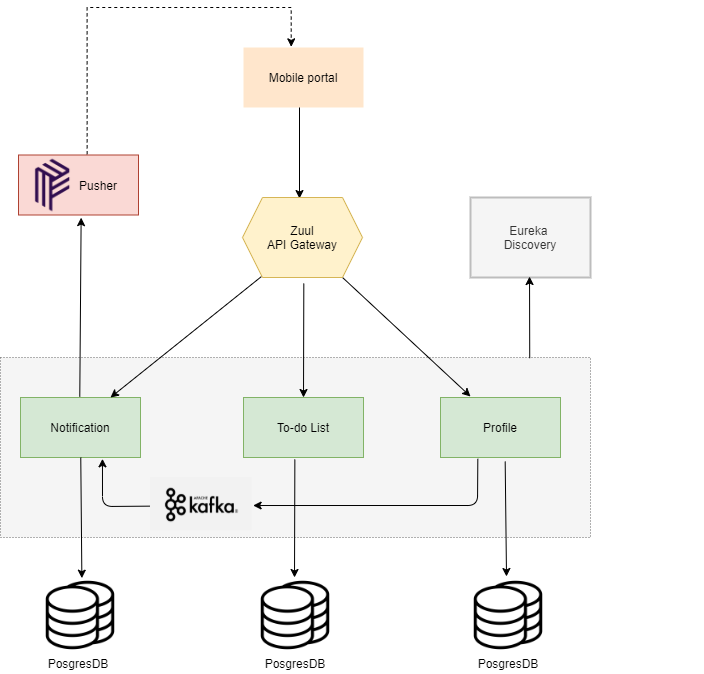 Mobile portal
Pusher
Zuul
API Gateway
Eureka
Discovery
Notification
To-do List
Profile
APACHE
kafka
PosgresDB
PosgresDB
PosgresDB